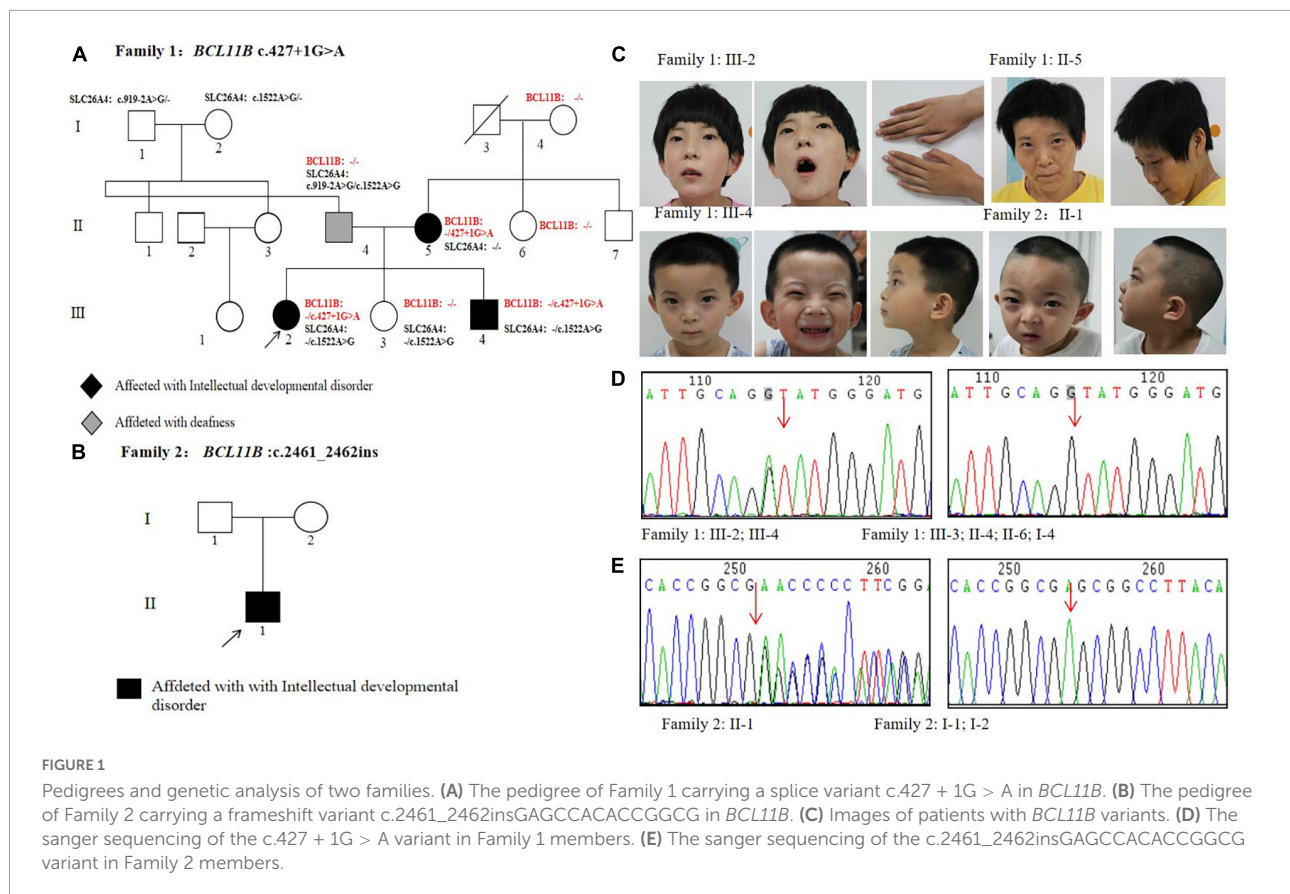 A Family 1: BCL11B c.427+1G>A
SLC26A4: c.919-2A>G/-
SLC26A4: c.1522A>G/-
BCL11B: -/-
I
1
2
3
4
BCL11B: -/-
SLC26A4:
c.919-2A>G/c.1522A>G
II
1
2
3
4
5
BCL11B:
-/427+1G>A
SLC26A4: -/-
6
BCL11B: -/-
7
III
1
2
BCL11B:
-/c.427+1G>A
SLC26A4:
-/c.1522A>G
3
BCL11B: -/-
SLC26A4:
-/c.1522A>G
4
BCL11B: -/c.427+1G>A
SLC26A4: -/c.1522A>G
Affected with Intellectual developmental disorder
Affdeted with deafness
B Family 2: BCL11B :c.2461_2462ins
I
1
2
II
1
Affdeted with with Intellectual developmental
disorder
C
Family 1: III-2
Family 1: II-5
Family 1: III-4
Family 2: II-1
D
110 120
A T T G C A G G T A T G G G A T G
110 120
A T T G C A G G T A T G G G A T G
Family 1: III-2; III-4
Family 1: III-3; II-4; II-6; I-4
E
250 260
C A C C G G C G A A C C C C C T T C G G A
250 260
C A C C G G C G A G C G G C C T T A C A
Family 2: II-1
Family 2: I-1; I-2
FIGURE 1
Pedigrees and genetic analysis of two families. (A) The pedigree of Family 1 carrying a splice variant c.427 + 1G > A in BCL11B. (B) The pedigree
of Family 2 carrying a frameshift variant c.2461_2462insGAGCCACACCGGCG in BCL11B. (C) Images of patients with BCL11B variants. (D) The
sanger sequencing of the c.427 + 1G > A variant in Family 1 members. (E) The sanger sequencing of the c.2461_2462insGAGCCACACCGGCG
variant in Family 2 members.